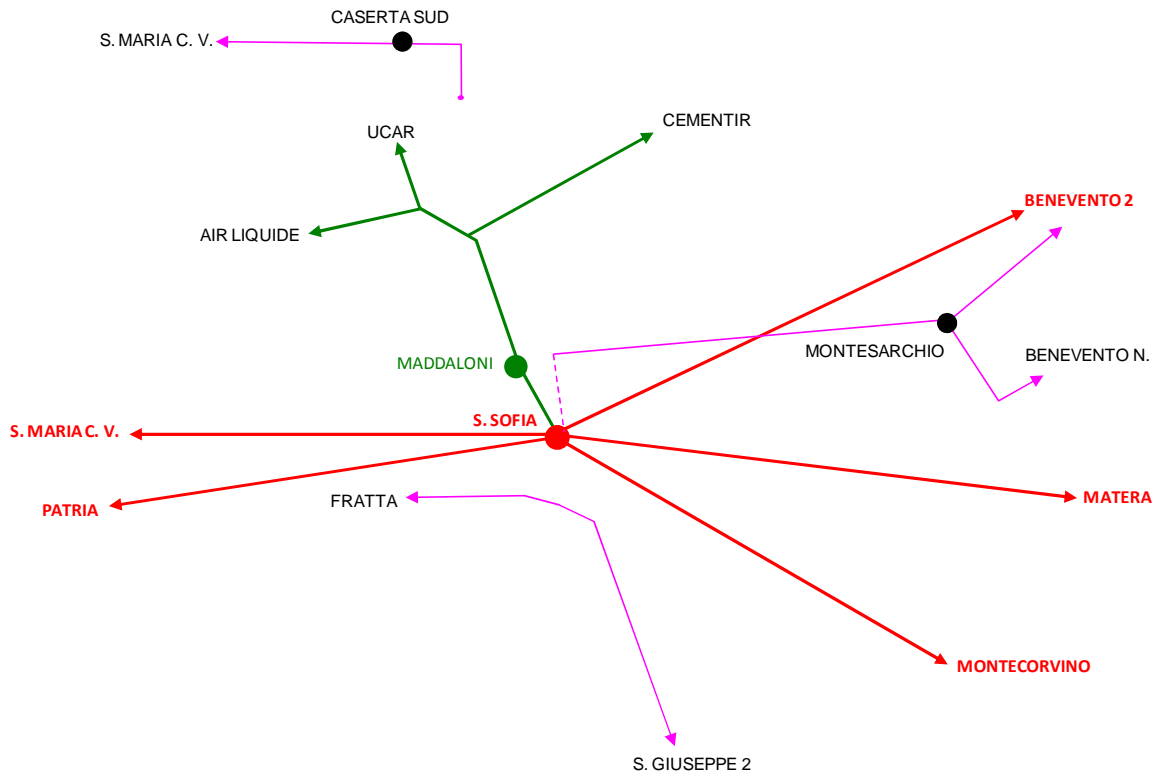 CASERTA SUD
S. MARIA C. V.
CEMENTIR
UCAR
BENEVENTO 2
AIR LIQUIDE
MONTESARCHIO
BENEVENTO N.
MADDALONI
S. SOFIA
S. MARIA C. V.
FRATTA
MATERA
PATRIA
MONTECORVINO
S. GIUSEPPE 2